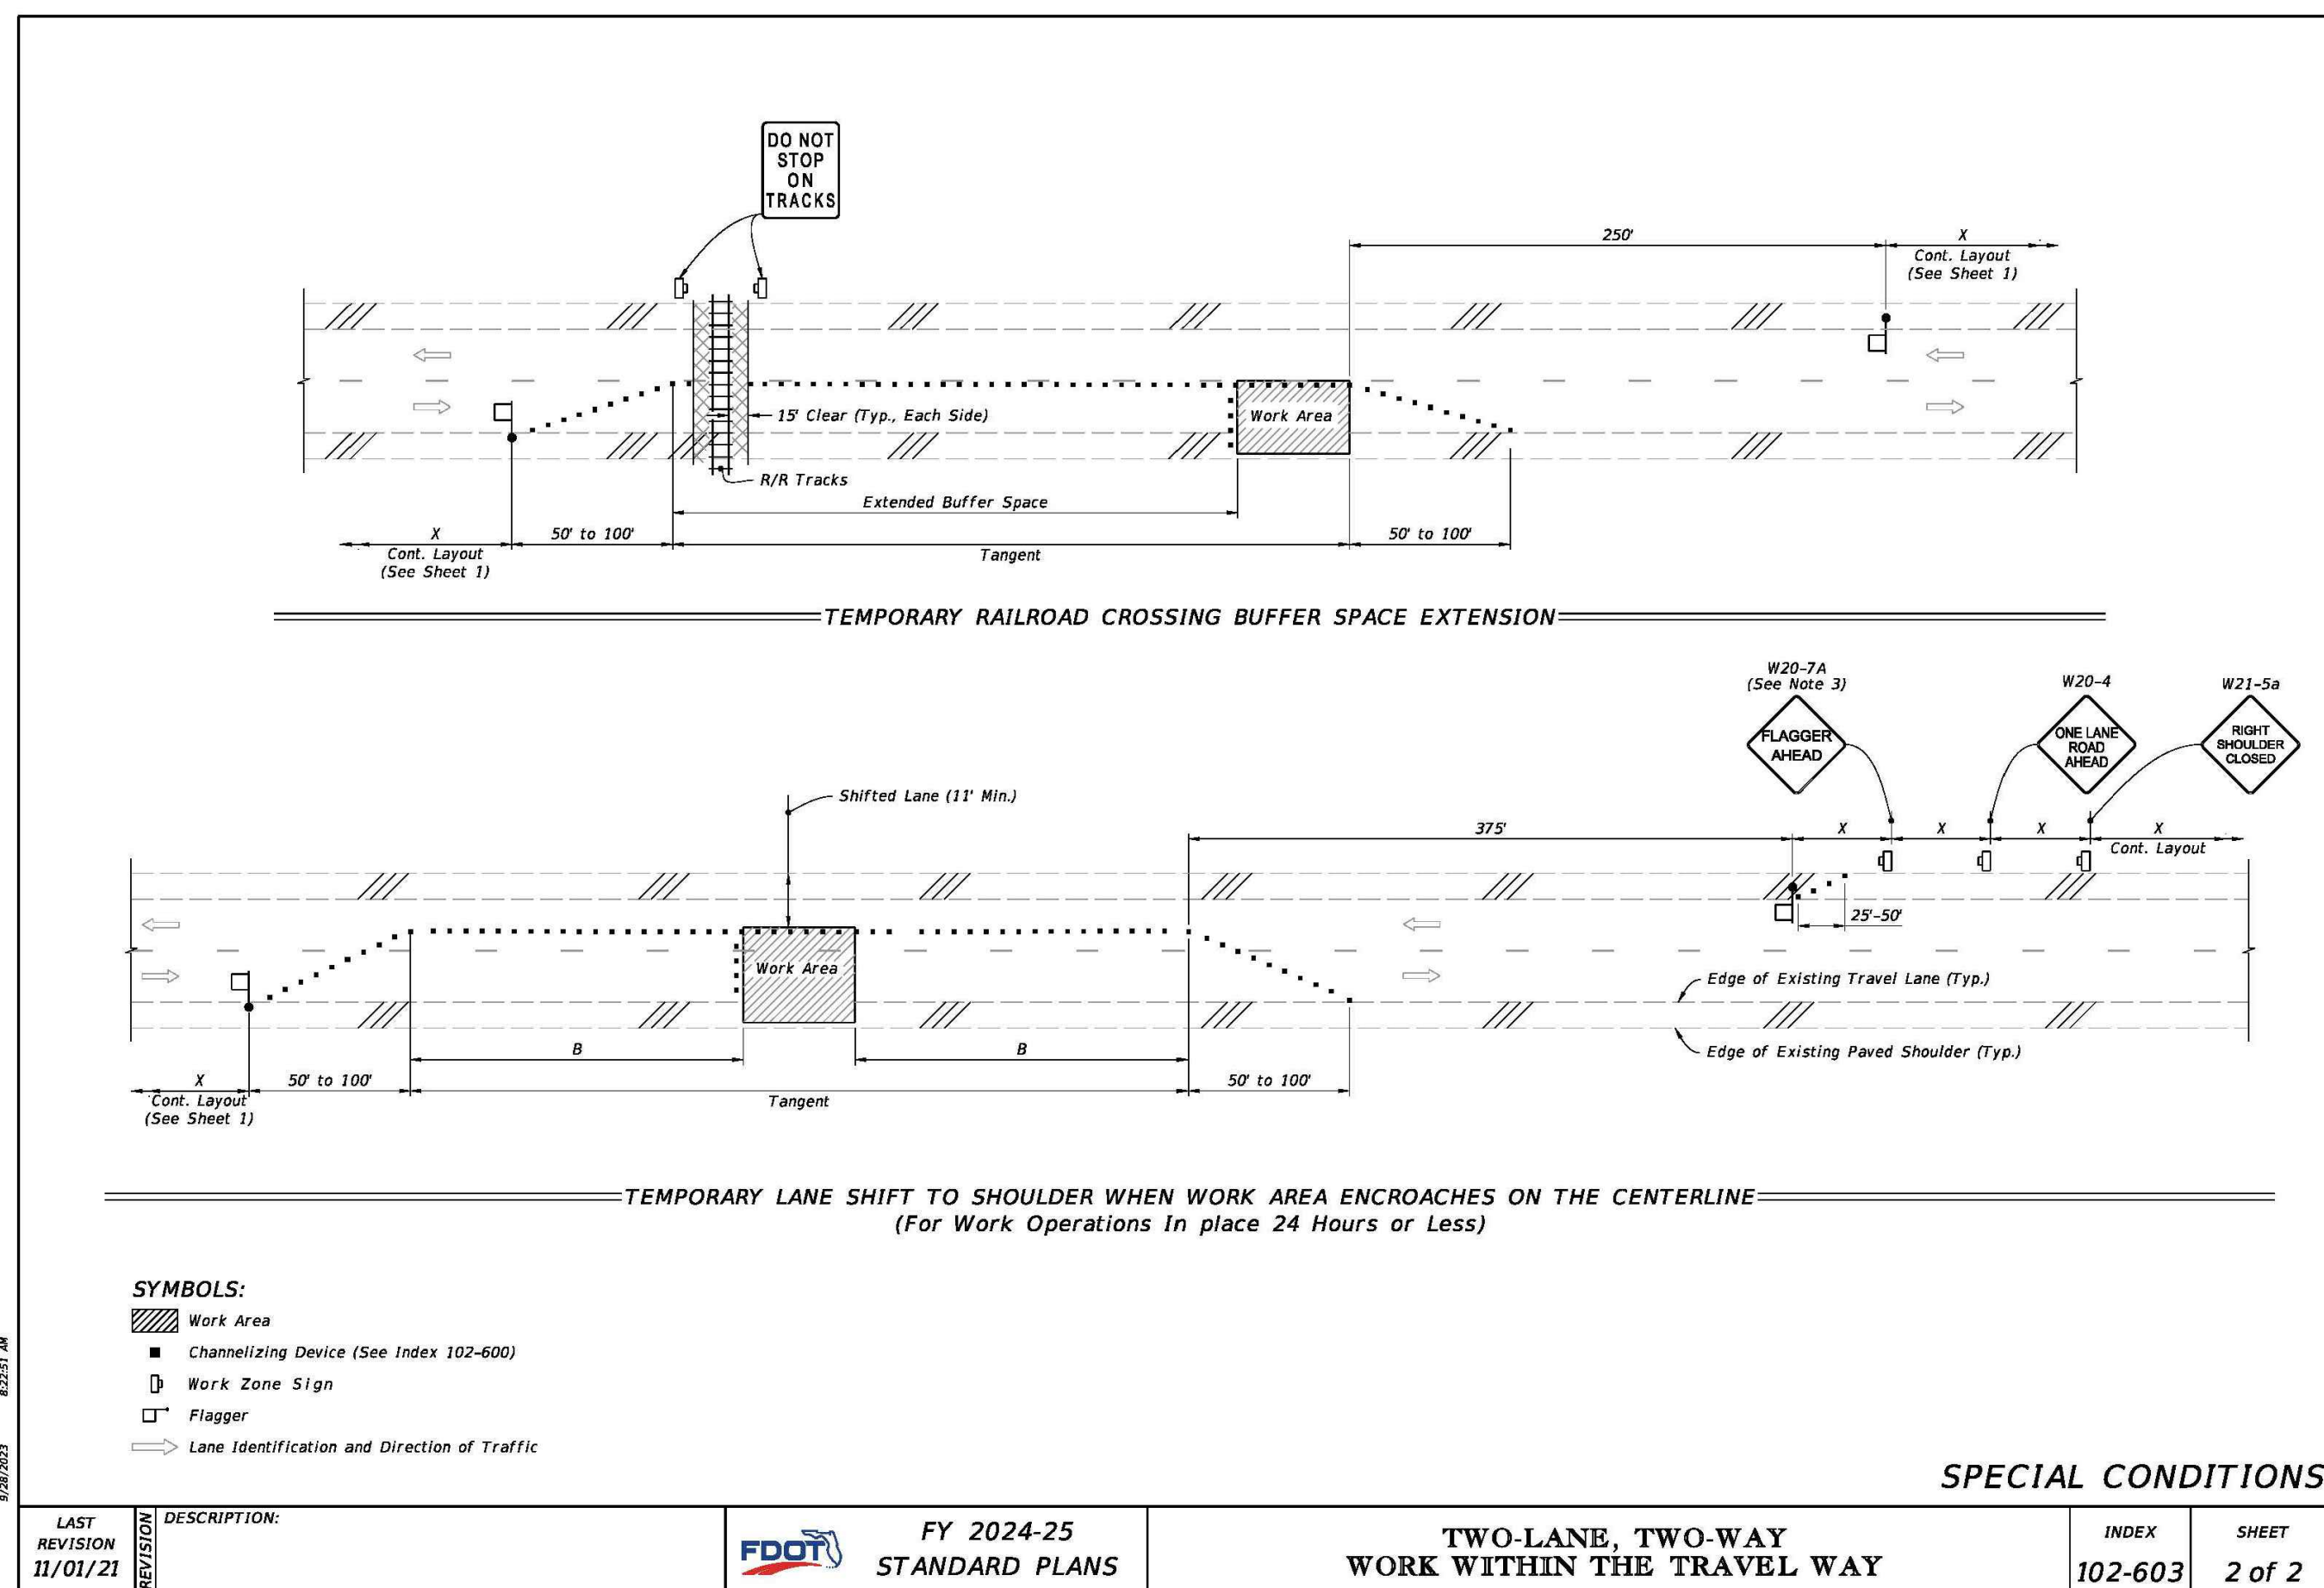 DO NOT
STOP
ON
TRACKS
250'
X
Cont. Layout
(See Sheet 1)
15' Clear (Typ., Each Side)
Work Area
R/R Tracks
Extended Buffer Space
X
50' to 100'
50' to 100'
Cont. Layout
(See Sheet 1)
Tangent
TEMPORARY RAILROAD CROSSING BUFFER SPACE EXTENSION
W20-7A
(See Note 3)
W20-4
W21-5a
FLAGGER
AHEAD
ONE LANE
ROAD
AHEAD
RIGHT
SHOULDER
CLOSED
Shifted Lane (11' Min.)
375'
X
X
X
X
Cont. Layout
25'-50'
Work Area
Edge of Existing Travel Lane (Typ.)
B
B
Edge of Existing Paved Shoulder (Typ.)
X
50' to 100'
50' to 100'
Cont. Layout
(See Sheet 1)
Tangent
TEMPORARY LANE SHIFT TO SHOULDER WHEN WORK AREA ENCROACHES ON THE CENTERLINE
(For Work Operations In place 24 Hours or Less)
SYMBOLS:
Work Area
Channelizing Device (See Index 102-600)
Work Zone Sign
Flagger
Lane Identification and Direction of Traffic
8:22:51 AM
9/28/2023
SPECIAL CONDITIONS
LAST
REVISION
11/01/21
REVISION
DESCRIPTION:
FDOT
FY 2024-25
STANDARD PLANS
TWO-LANE, TWO-WAY
WORK WITHIN THE TRAVEL WAY
INDEX
102-603
SHEET
2 of 2